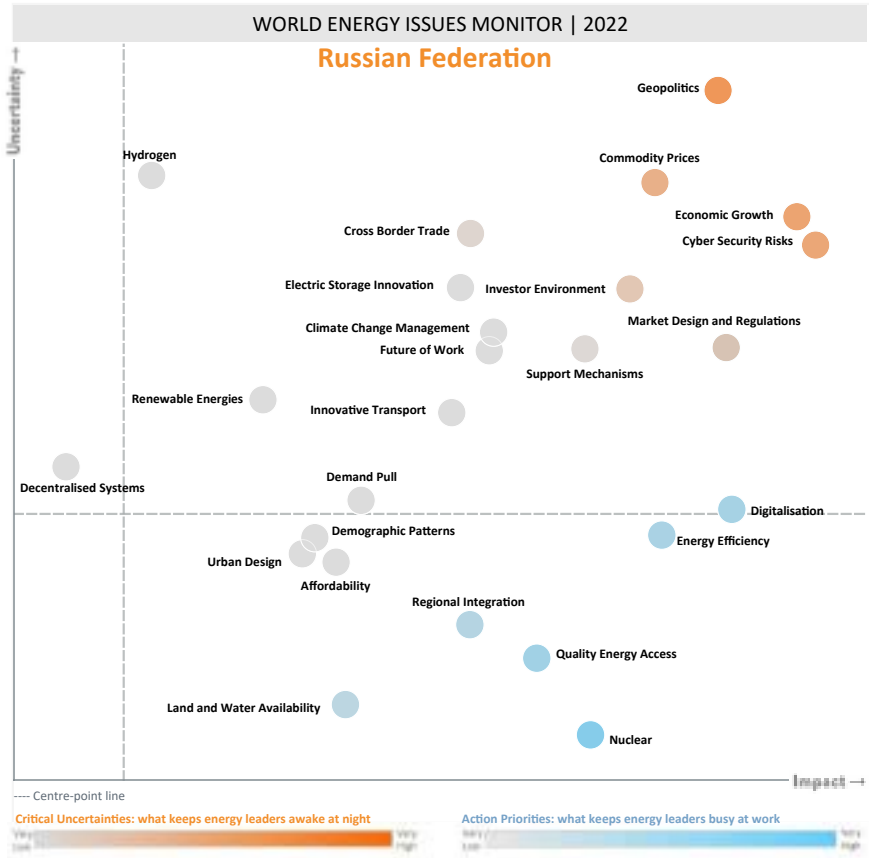 WORLD ENERGY ISSUES MONITOR | 2022
Russian Federation
Uncertainty →
Geopolitics
Hydrogen
Commodity Prices
Economic Growth
Cross Border Trade
Cyber Security Risks
Electric Storage Innovation
Investor Environment
Market Design and Regulations
Climate Change Management
Future of Work
Support Mechanisms
Renewable Energies
Innovative Transport
Decentralised Systems
Demand Pull
Digitalisation
Demographic Patterns
Energy Efficiency
Urban Design
Affordability
Regional Integration
Quality Energy Access
Land and Water Availability
Nuclear
Impact →
---- Centre-point line
Critical Uncertainties: what keeps energy leaders awake at night
Very Low
Very High
Action Priorities: what keeps energy leaders busy at work
Very Low
Very High